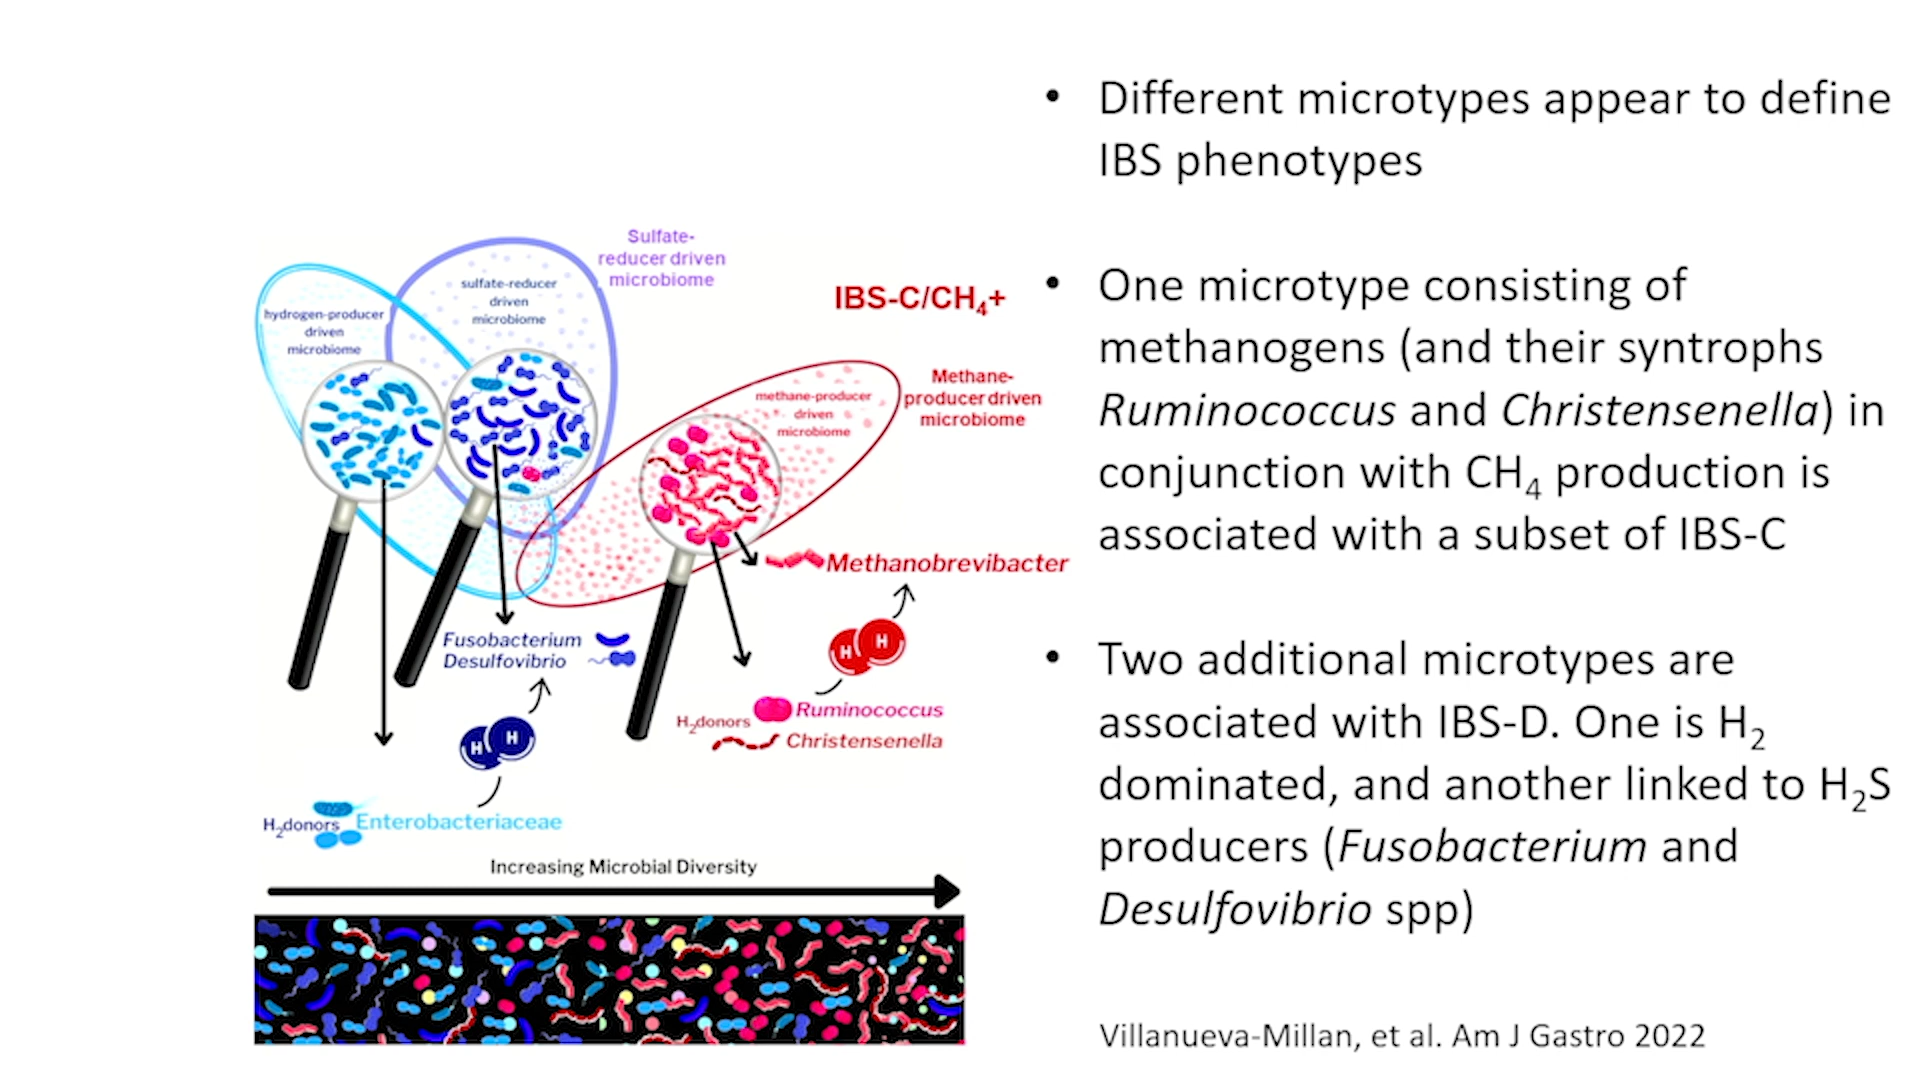 • Different microtypes appear to define
IBS phenotypes
• One microtype consisting of
methanogens (and their syntrophs
Ruminococcus and Christensenella) in
conjunction with CH4 production is
associated with a subset of IBS-C
• Two additional microtypes are
associated with IBS-D. One is H2
dominated, and another linked to H2S
producers (Fusobacterium and
Desulfovibrio spp)
Villanueva-Millan, et al. Am J Gastro 2022
Sulfate-
reducer driven
microbiome
sulfate-reducer
driven
microbiome
hydrogen-producer
driven
microbiome
IBS-C/CH4+
Methane-
producer driven
microbiome
methane-producer
driven
microbiome
Methanobrevibacter
Fusobacterium
Desulfovibrio
H H
H H
Ruminococcus
H2donors
Christensenella
H2donors
Enterobacteriaceae
Increasing Microbial Diversity